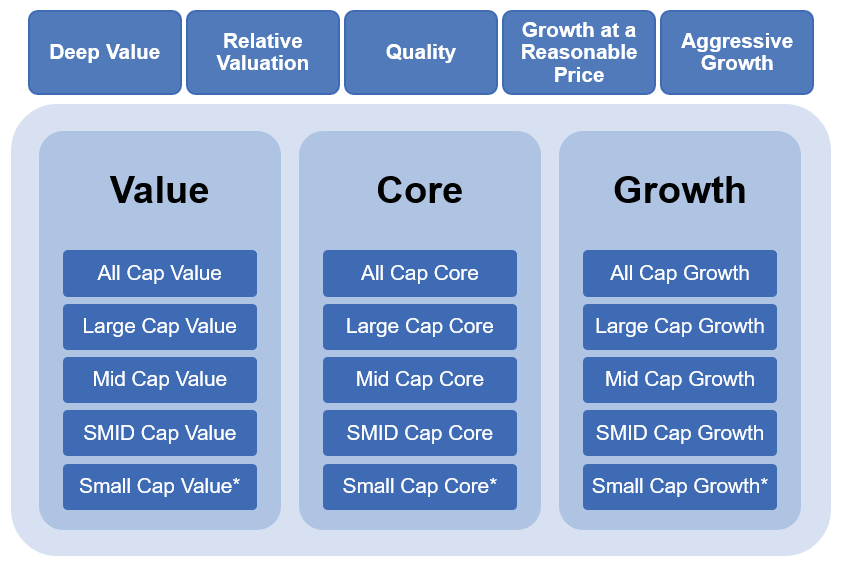 Deep Value
Relative
Valuation
Quality
Growth at a
Reasonable
Price
Aggressive
Growth
Value
All Cap Value
Large Cap Value
Mid Cap Value
SMID Cap Value
Small Cap Value*
Core
All Cap Core
Large Cap Core
Mid Cap Core
SMID Cap Core
Small Cap Core*
Growth
All Cap Growth
Large Cap Growth
Mid Cap Growth
SMID Cap Growth
Small Cap Growth*